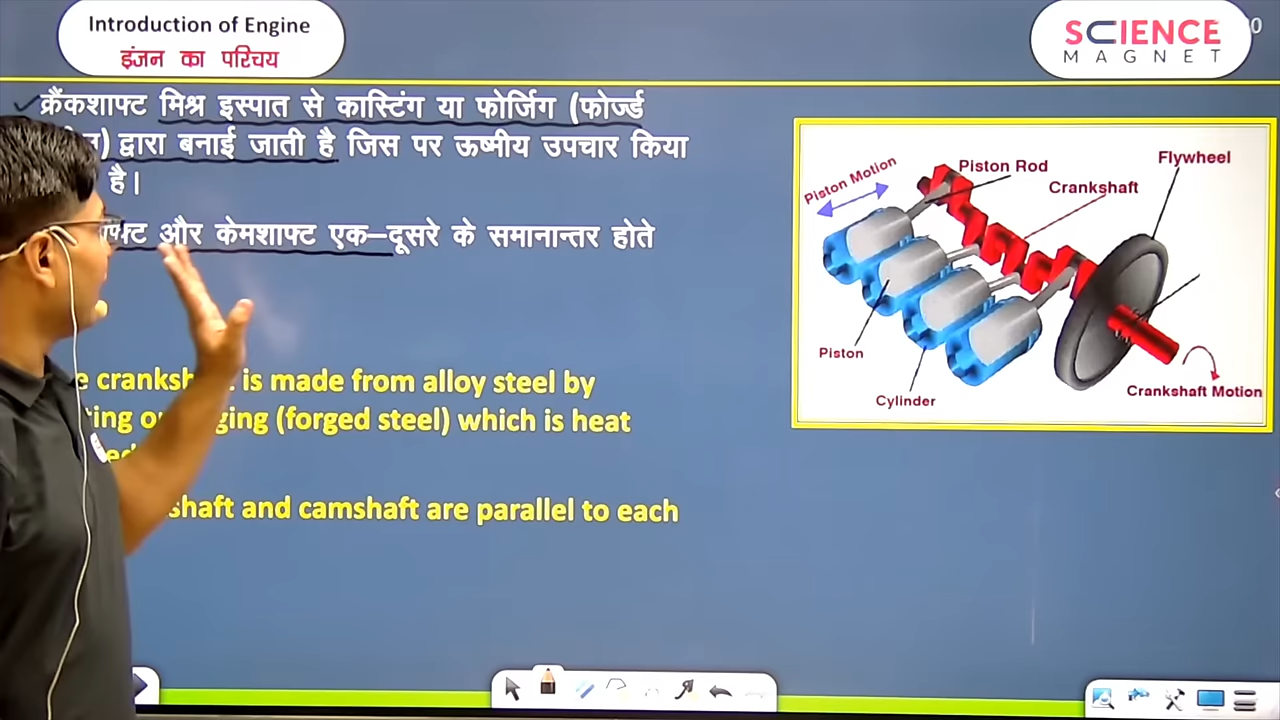 Introduction of Engine
इंजन का परिचय
SCIENCE
MAGNET
क्रैंकशाफ्ट मिश्र इस्पात से कास्टिंग या फोर्जिग (फोर्ज्ड
द्वारा बनाई जाती है जिस पर ऊष्मीय उपचार किया
है।
और केमशाफ्ट एक–दूसरे के समानान्तर होते
is made from alloy steel by
(forged steel) which is heat
shaft and camshaft are parallel to each
Piston Motion
Piston Rod
Crankshaft
Flywheel
Piston
Cylinder
Crankshaft Motion